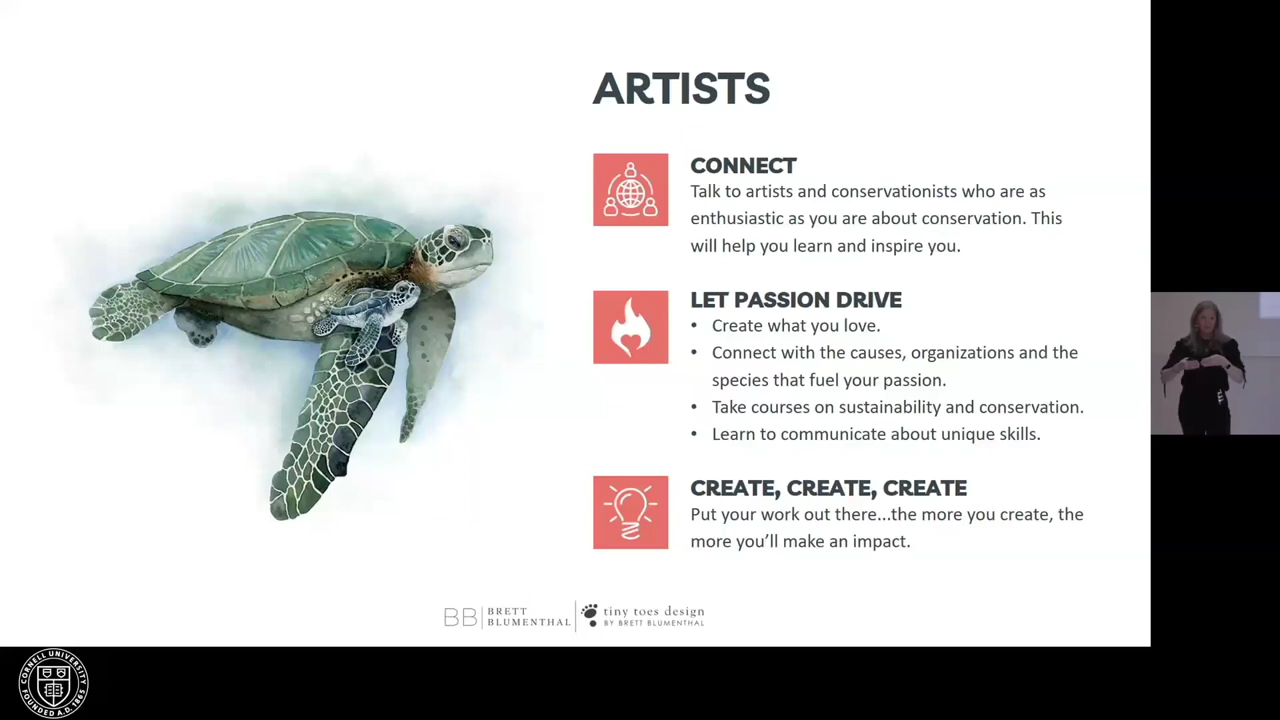 ARTISTS
CONNECT
Talk to artists and conservationists who are as
enthusiastic as you are about conservation. This
will help you learn and inspire you.
LET PASSION DRIVE
• Create what you love.
• Connect with the causes, organizations and the
species that fuel your passion.
• Take courses on sustainability and conservation.
• Learn to communicate about unique skills.
CREATE, CREATE, CREATE
Put your work out there...the more you create, the
more you'll make an impact.
BB BRETT
BLUMENTHAL
tiny toes design
BY BRETT BLUMENTHAL
CORNELL UNIVERSITY
FOUNDED A.D. 1865